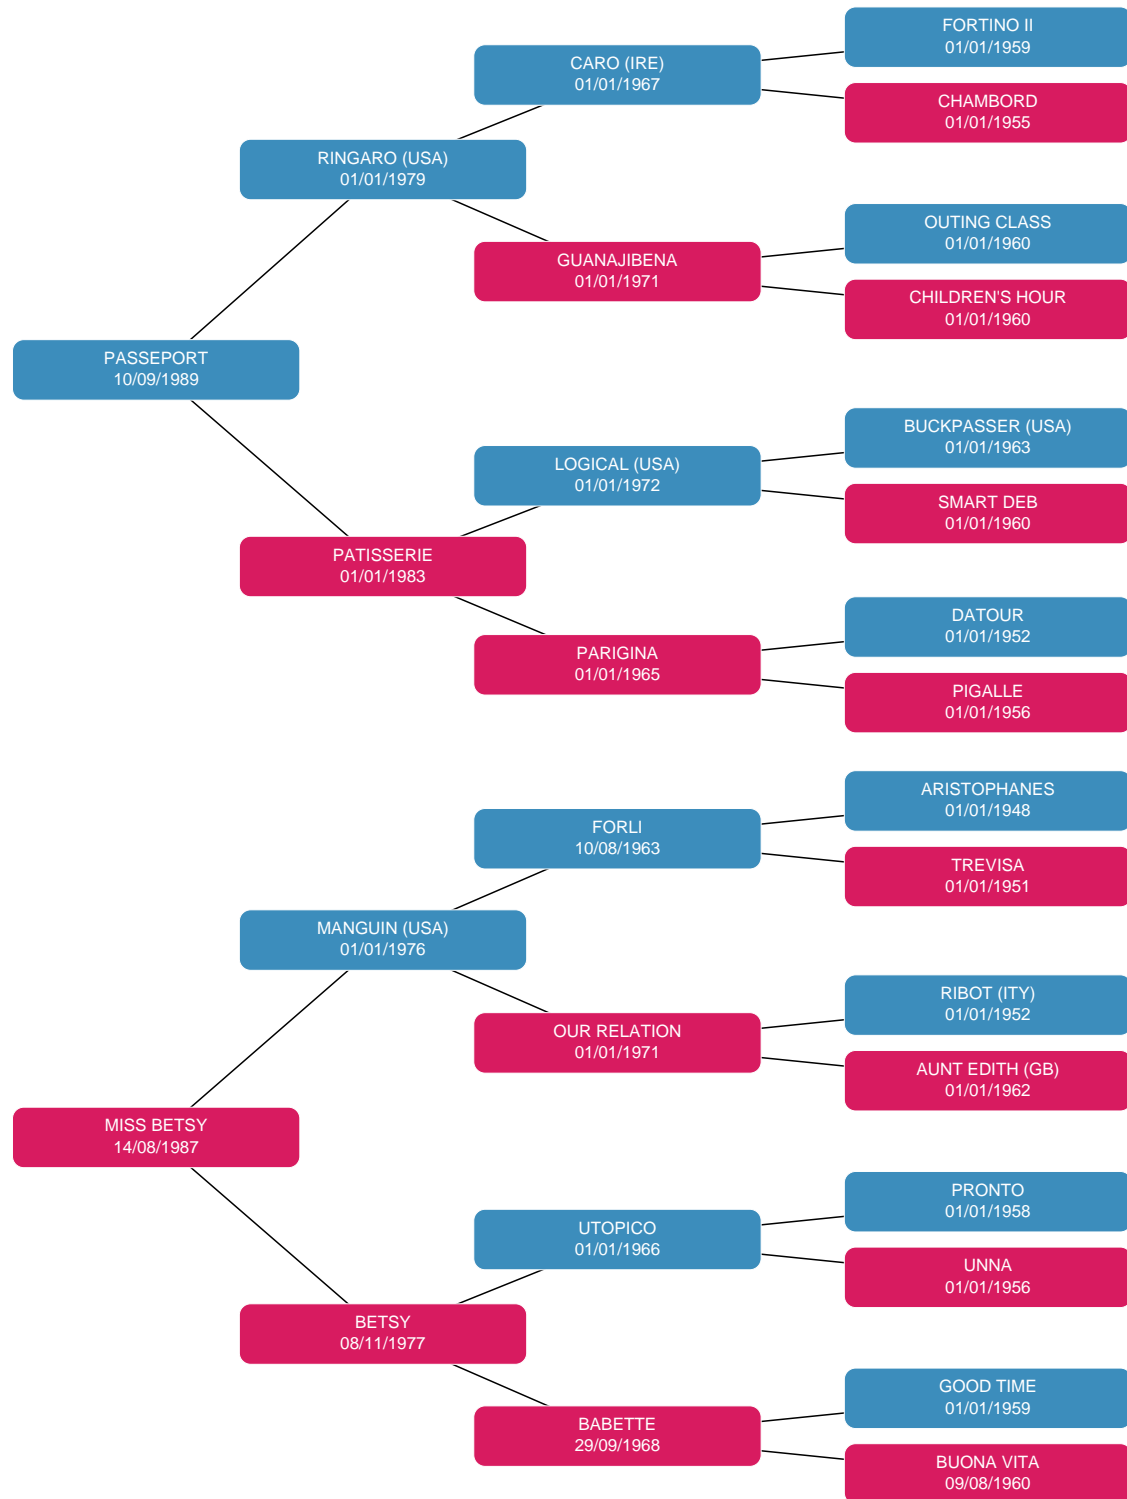 FORTINO II
01/01/1959
CARO (IRE)
01/01/1967
CHAMBORD
01/01/1955
RINGARO (USA)
01/01/1979
OUTING CLASS
01/01/1960
GUANAJIBENA
01/01/1971
CHILDREN'S HOUR
01/01/1960
PASSEPORT
10/09/1989
BUCKPASSER (USA)
01/01/1963
LOGICAL (USA)
01/01/1972
SMART DEB
01/01/1960
PATISSERIE
01/01/1983
DATOUR
01/01/1952
PARIGINA
01/01/1965
PIGALLE
01/01/1956
ARISTOPHANES
01/01/1948
FORLI
10/08/1963
TREVISA
01/01/1951
MANGUIN (USA)
01/01/1976
RIBOT (ITY)
01/01/1952
OUR RELATION
01/01/1971
AUNT EDITH (GB)
01/01/1962
MISS BETSY
14/08/1987
PRONTO
01/01/1958
UTOPICO
01/01/1966
UNNA
01/01/1956
BETSY
08/11/1977
GOOD TIME
01/01/1959
BABETTE
29/09/1968
BUONA VITA
09/08/1960